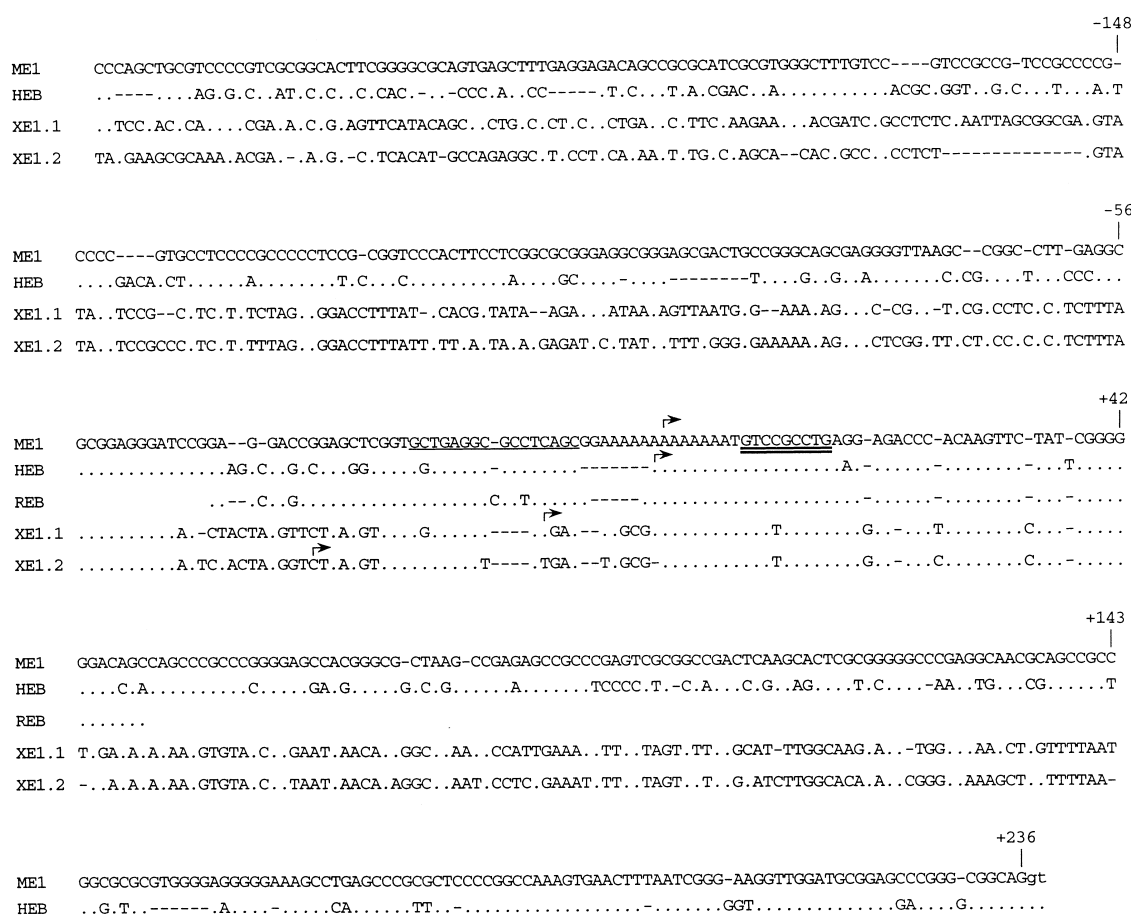 -148
ME1 CCCAGCTGCGTCCCCGTCGCGGCACTTCGGGGCGCAGTGAGCTTTGAGGAGACAGCCGCGCATCGCGTGGGCTTTGTCC----GTCCGCCG-TCCGCCCCG-
HEB ..----....AG.G.C..AT.C.C..C.CAC.-.-CCC.A..CC-----..T.C...T.A.CGAC..A...........ACGC.GGT..G.C...T...A.T
XE1.1 ..TCC.AC.CA....CGA.A.C.G.AGTTCATACAGC..CTG.C.CT.C..CTGA..C.TTC.AAGAA...ACGATC.GCCTCTC.AATTAGCGGCGA.GTA
XE1.2 TA.GAAGCGCAAA.ACGA.-.A.G.-C.TCACAT-GCCAGAGGC.T.CCT.CA.AA.T.TG.C.AGCA--CAC.GCC..CCTCT--------------.GTA
-56
ME1 CCCC----GTGCCTCCCCGCCCCCCTCCG-CGGTCCCACTTCCTCGGCGCGGGAGGCGGGAGCGACTGCCGGGCAGCGAGGGGTTAAGC--CGGC-CTT-GAGGC
HEB ....GACA.CT......A........T.C...C..........A....GC....-....--------T....G..G..A.......C.CG....T...CCC...
XE1.1 TA..TCCG--C.TC.T.TCTAG..GGACCTTTAT-.CACG.TATA--AGA...ATAA.AGTTAATG.G--AAA.AG...C-CG..-T.CG.CCTC.C.TCTTTA
XE1.2 TA..TCCGCCC.TC.T.TTTAG..GGACCTTTATT.TT.A.TA.A.GAGAT.C.TAT..TTT.GGG.GAAAAA.AG...CTCGG.TT.CT.CC.C.C.TCTTTA
+42
ME1 GCGGAGGGATCCGGA--G-GACCGGAGCTCGGTGCTGAGGC-GCCTCAGCGGAAAAAAAAAAAAAATGTCCGCCTGAGG-AGACCC-ACAAGTTC-TAT-CGGGG
HEB ...............AG.C..G.C...GG.....G...............-------...................A.-.......-........-...T.....
REB ..--.C..G...................C..T......-----.......................-.......-........-...-.....
XE1.1 ..........A.-CTACTA.GTTCT.A.GT....G......----...GA.--..GCG............T........G..-...T........C...-.....
XE1.2 ..........A.TC.ACTA.GGTCT.A.GT..........T----.TGA.--T.GCG-............T........G..-...C........C...-.....
+143
ME1 GGACAGCCAGCCCGCCCGGGGAGCCACGGGCG-CTAAG-CCGAGAGCCGCCCGAGTCGCGGCCGACTCAAGCACTCGCGGGGGCCCGAGGCAACGCAGCCGCC
HEB ....C.A..........C.....GA.G.....G.C.G......A.......TCCCC.T.-C.A...C.G..AG....T.C....-AA..TG...CG......T
REB .......
XE1.1 T.GA.A.A.AA.GTGTA.C..GAAT.AACA..GGC..AA..CCATTGAAA..TT..TAGT.TT..GCAT-TTGGCAAG.A..-TGG...AA.CT.GTTTTAAT
XE1.2 -..A.A.A.AA.GTGTA.C..TAAT.AACA.AGGC..AAT.CCTC.GAAAT.TT..TAGT..T..G.ATCTTGGCACA.A..CGGG...AAAGCT..TTTTAA-
+236
ME1 GGCGCGCGTGGGGAGGGGGAAAGCCTGAGCCCGCGCTCCCCGGCCAAAGTGAACTTTAATCGGG-AAGGTTGGATGCGGAGCCCGGG-CGGCAGgt
HEB ..G.T..------.A....-.....CA......TT..-.................-.......GGT.............GA....G........